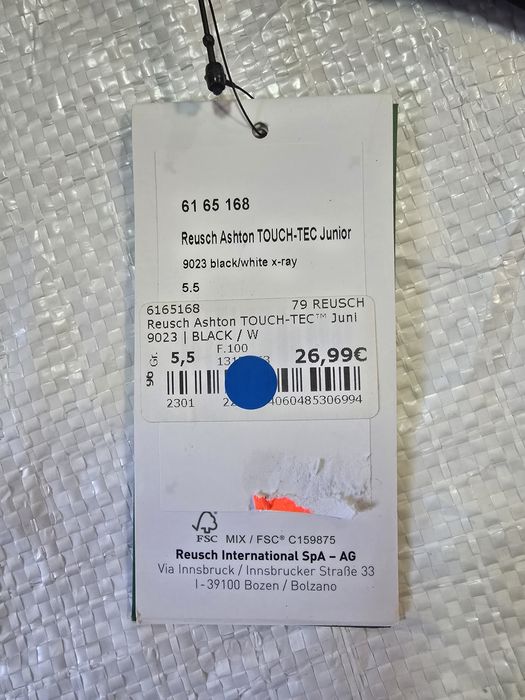 61 65 168
Reusch Ashton TOUCH-TEC Junior
9023 black/white x-ray
5.5
6165168 79 REUSCH
Reusch Ashton TOUCH-TEC™ Juni
9023 | BLACK / W
96 Gr. 5,5 F.100 26,99€
2301 4060485306994
FSC MIX / FSC® C159875
Reusch International SpA – AG
Via Innsbruck / Innsbrucker Straße 33
I-39100 Bozen / Bolzano